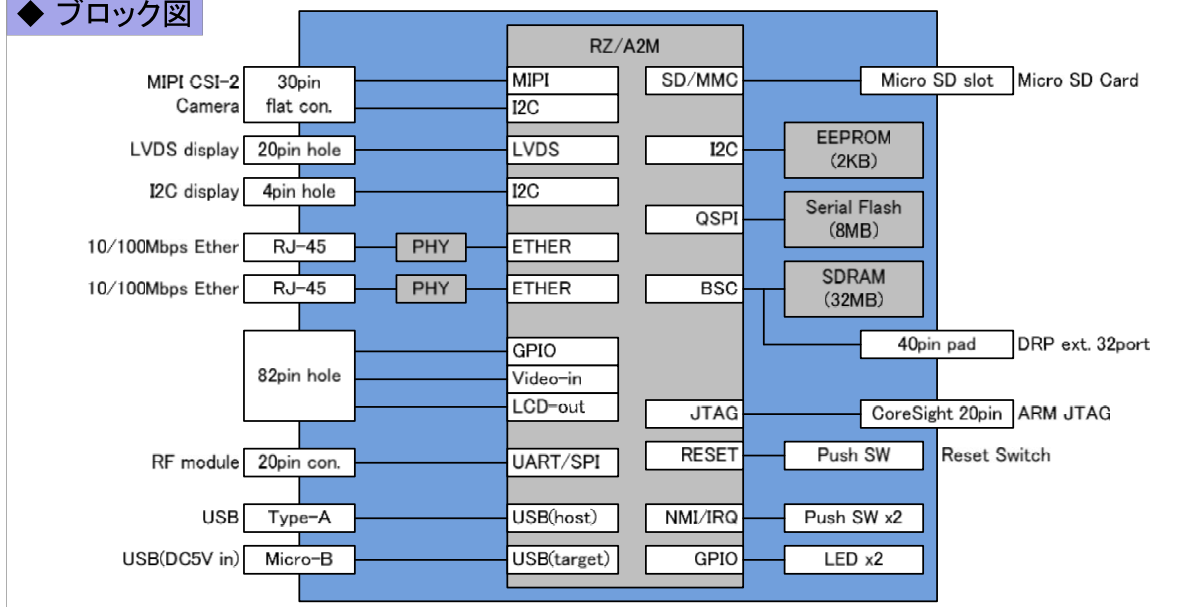 ◆ ブロック図
RZ/A2M
MIPI CSI-2
Camera
30pin
flat con.
MIPI
I2C
LVDS display
20pin hole
LVDS
I2C display
4pin hole
I2C
10/100Mbps Ether
RJ-45
PHY
ETHER
10/100Mbps Ether
RJ-45
PHY
ETHER
82pin hole
GPIO
Video-in
LCD-out
RF module
20pin con.
UART/SPI
USB
Type-A
USB(host)
USB(DC5V in)
Micro-B
USB(target)
SD/MMC
Micro SD slot
Micro SD Card
I2C
EEPROM
(2KB)
QSPI
Serial Flash
(8MB)
BSC
SDRAM
(32MB)
40pin pad
DRP ext. 32port
JTAG
CoreSight 20pin
ARM JTAG
RESET
Push SW
Reset Switch
NMI/IRQ
Push SW x2
GPIO
LED x2